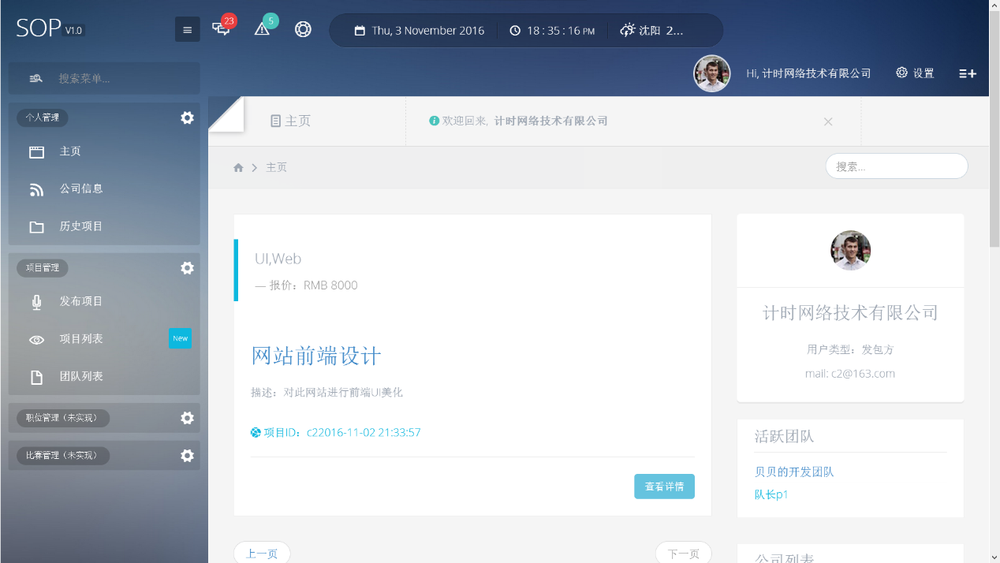 SOP V1.0
23
5
Thu, 3 November 2016
18 : 35 : 16 PM
沈阳 2...
Hi, 计时网络技术有限公司
设置
搜索菜单...
个人管理
主页
公司信息
历史项目
项目管理
发布项目
项目列表
New
团队列表
职位管理（未实现）
比赛管理（未实现）
主页
欢迎回来, 计时网络技术有限公司
×
主页
搜索...
UI,Web
— 报价：RMB 8000
网站前端设计
描述：对此网站进行前端UI美化
项目ID：c22016-11-02 21:33:57
查看详情
上一页
下一页
计时网络技术有限公司
用户类型：发包方
mail: c2@163.com
活跃团队
贝贝的开发团队
队长p1
公司列表